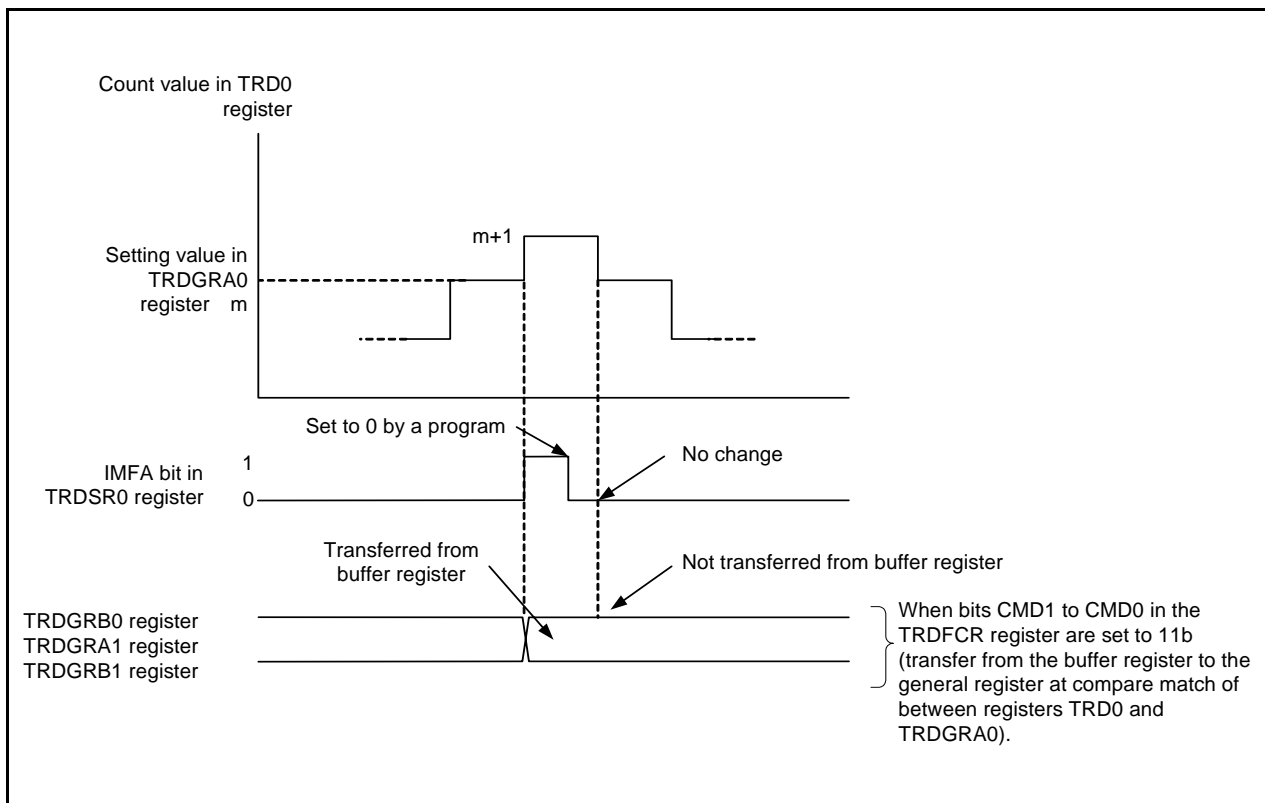 Count value in TRD0
register
m+1
Setting value in
TRDGRA0
register m
Set to 0 by a program
No change
IMFA bit in
TRDSR0 register
1
0
Transferred from
buffer register
Not transferred from buffer register
TRDGRB0 register
TRDGRA1 register
TRDGRB1 register
When bits CMD1 to CMD0 in the
TRDFCR register are set to 11b
(transfer from the buffer register to the
general register at compare match of
between registers TRD0 and
TRDGRA0).